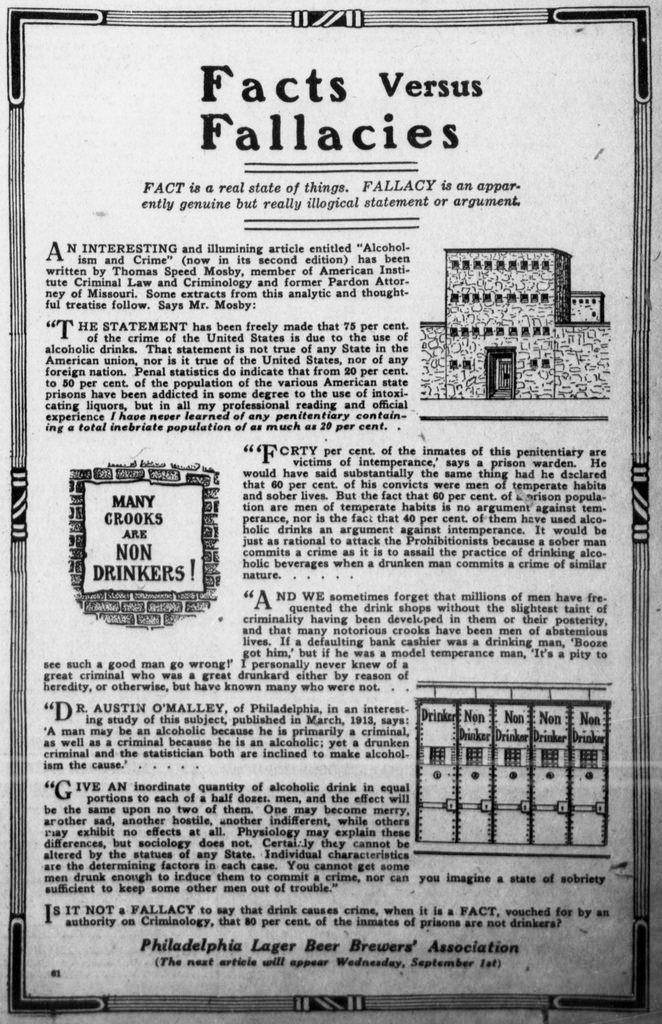 Facts Versus
Fallacies
FACT is a real state of things. FALLACY is an appar-
ently genuine but really illogical statement or argument.
AN INTERESTING and illumining article entitled "Alcohol-
ism and Crime" (now in its second edition) has been
written by Thomas Speed Mosby, member of American Insti-
tute Criminal Law and Criminology and former Pardon Attor-
ney of Missouri. Some extracts from this analytic and thought-
ful treatise follow. Says Mr. Mosby:
"THE STATEMENT has been freely made that 75 per cent.
of the crime of the United States is due to the use of
alcoholic drinks. That statement is not true of any State in the
American union, nor is it true of the United States, nor of any
foreign nation. Penal statistics do indicate that from 20 per cent.
to 50 per cent. of the population of the various American state
prisons have been addicted in some degree to the use of intoxi-
cating liquors, but in all my professional reading and official
experience I have never learned of any penitentiary contain-
ing a total inebriate population of as much as 20 per cent. . .
"'FORTY per cent. of the inmates of this penitentiary are
victims of intemperance,' says a prison warden. He
would have said substantially the same thing had he declared
that 60 per cent. of his convicts were men of temperate habits
and sober lives. But the fact that 60 per cent. of a prison popula-
tion are men of temperate habits is no argument against tem-
perance, nor is the fact that 40 per cent. of them have used alco-
holic drinks an argument against intemperance. It would be
just as rational to attack the Prohibitionists because a sober man
commits a crime as it is to assail the practice of drinking alco-
holic beverages when a drunken man commits a crime of similar
nature. . . . . .
MANY
CROOKS
ARE
NON
DRINKERS!
"AND WE sometimes forget that millions of men have fre-
quented the drink shops without the slightest taint of
criminality having been developed in them or their posterity,
and that many notorious crooks have been men of abstemious
lives. If a defaulting bank cashier was a drinking man, 'Booze
got him,' but if he was a model temperance man, 'It's a pity to
see such a good man go wrong!' I personally never knew of a
great criminal who was a great drunkard either by reason of
heredity, or otherwise, but have known many who were not. . .
"DR. AUSTIN O'MALLEY, of Philadelphia, in an interest-
ing study of this subject, published in March, 1913, says:
'A man may be an alcoholic because he is primarily a criminal,
as well as a criminal because he is an alcoholic; yet a drunken
criminal and the statistician both are inclined to make alcohol-
ism the cause.' . . . . .
Drinker Non Drinker Non Drinker Non Drinker Non Drinker
"GIVE AN inordinate quantity of alcoholic drink in equal
portions to each of a half dozen men, and the effect will
be the same upon no two of them. One may become merry,
another sad, another hostile, another indifferent, while others
may exhibit no effects at all. Physiology may explain these
differences, but sociology does not. Certainly they cannot be
altered by the statues of any State. Individual characteristics
are the determining factors in each case. You cannot get some
men drunk enough to induce them to commit a crime, nor can you imagine a state of sobriety
sufficient to keep some other men out of trouble."
IS IT NOT a FALLACY to say that drink causes crime, when it is a FACT, vouched for by an
authority on Criminology, that 80 per cent. of the inmates of prisons are not drinkers?
Philadelphia Lager Beer Brewers' Association
(The next article will appear Wednesday, September 1st)
61